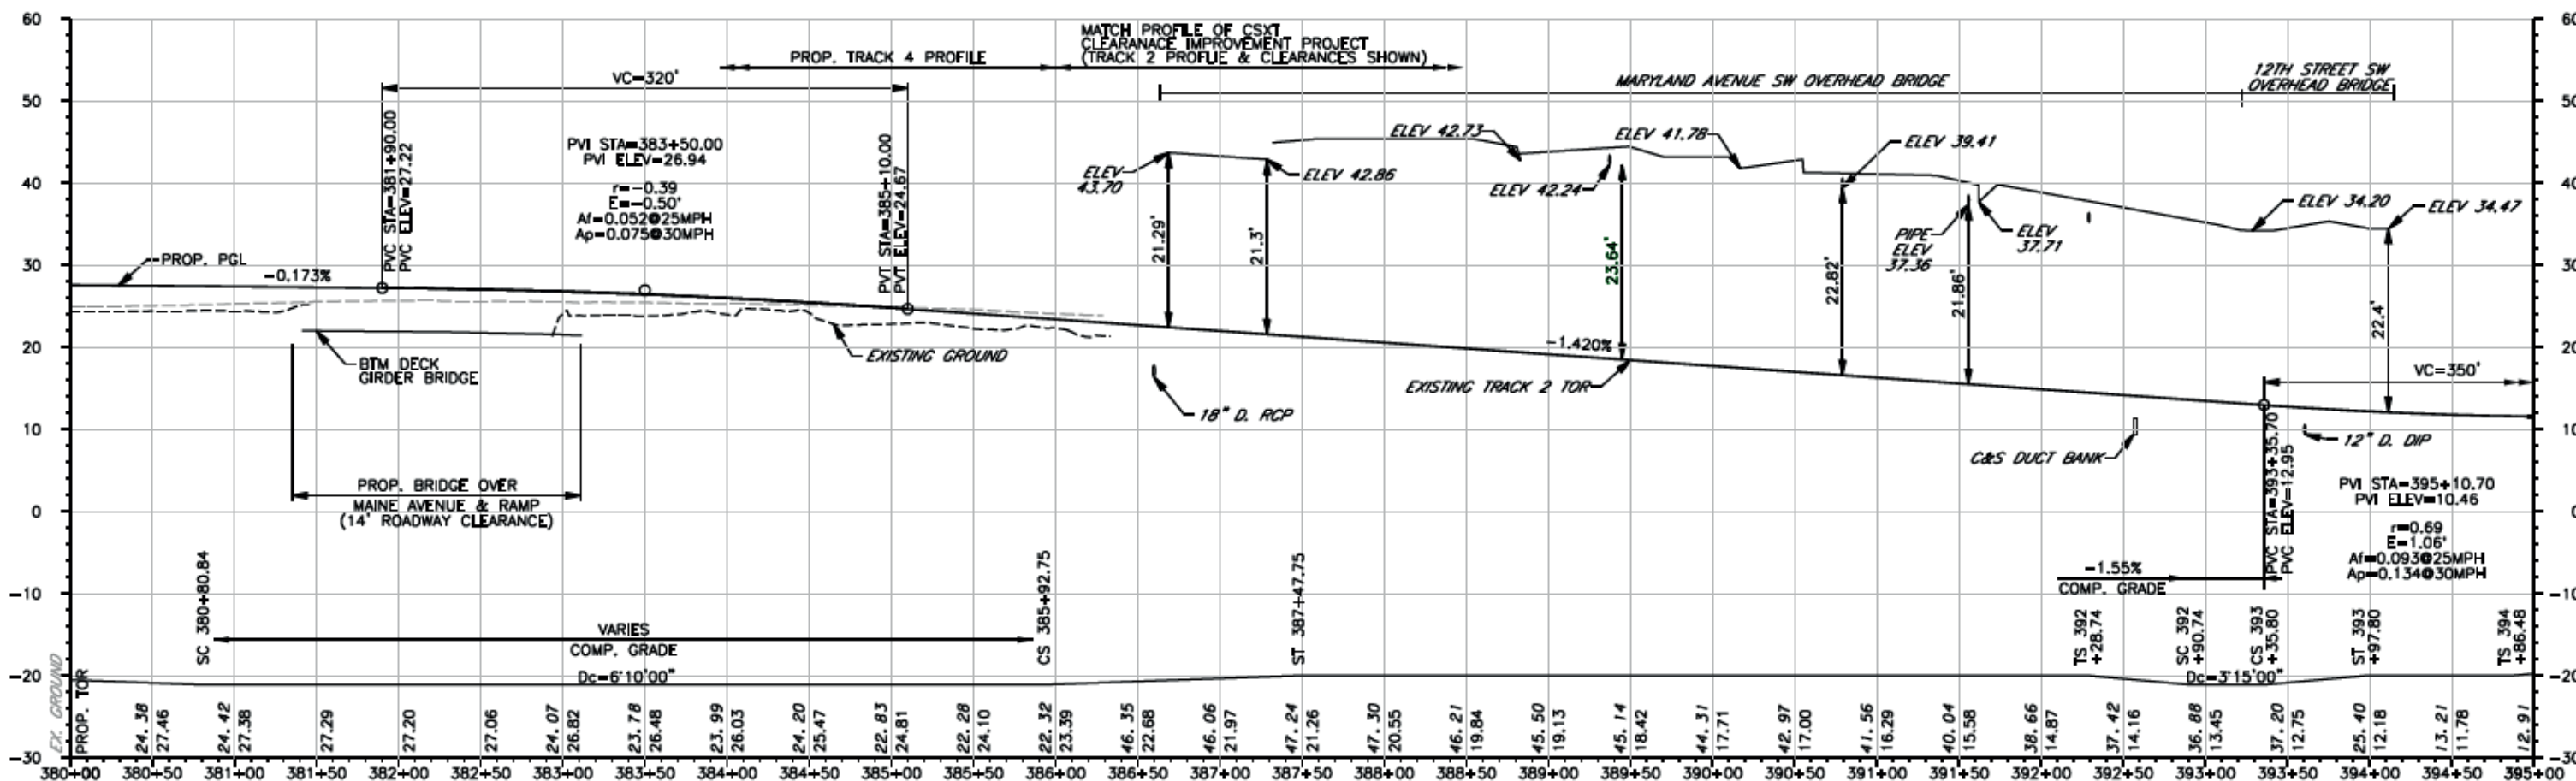 60
50
40
30
20
10
0
-10
-20
-30
60
50
40
30
20
10
0
-10
-20
-30
PROP. TRACK 4 PROFILE
MATCH PROFILE OF CSXT
CLEARANACE IMPROVEMENT PROJECT
(TRACK 2 PROFLIE & CLEARANCES SHOWN)
MARYLAND AVENUE SW OVERHEAD BRIDGE
12TH STREET SW
OVERHEAD BRIDGE
VC=320'
PVC STA=381+90.00
PVC ELEV=27.22
PVI STA=383+50.00
PVI ELEV=26.94
r=-0.39
E=-0.50'
Af=0.052@25MPH
Ap=0.075@30MPH
PVT STA=385+10.00
PVT ELEV=24.67
PROP. PGL
-0.173%
BTM DECK
GIRDER BRIDGE
EXISTING GROUND
PROP. BRIDGE OVER
MAINE AVENUE & RAMP
(14' ROADWAY CLEARANCE)
ELEV
43.70
21.29'
ELEV 42.86
21.3'
ELEV 42.73
ELEV 42.24
23.64'
ELEV 41.78
ELEV 39.41
22.82'
PIPE
ELEV
37.36
21.86'
ELEV
37.71
ELEV 34.20
ELEV 34.47
22.4'
-1.420%
EXISTING TRACK 2 TOR
18" D. RCP
C&S DUCT BANK
12" D. DIP
VC=350'
PVC STA=393+35.70
PVC ELEV=12.95
PVI STA=395+10.70
PVI ELEV=10.46
r=0.69
E=1.06'
Af=0.093@25MPH
Ap=0.134@30MPH
-1.55%
COMP. GRADE
SC 380+80.84
VARIES
COMP. GRADE
Dc=6°10'00"
CS 385+92.75
ST 387+47.75
TS 392
+28.74
SC 392
+90.74
CS 393
+35.80
ST 393
+97.80
TS 394
+86.48
Dc=3°15'00"
EX. GROUND
PROP. TOR
24.38
27.46
24.42
27.38
27.29
27.20
27.06
24.07
26.82
23.78
26.48
23.99
26.03
24.20
25.47
22.83
24.81
22.28
24.10
22.32
23.39
46.35
22.68
46.06
21.97
47.24
21.26
47.30
20.55
46.21
19.84
45.50
19.13
45.14
18.42
44.31
17.71
42.97
17.00
41.56
16.29
40.04
15.58
38.66
14.87
37.42
14.16
36.88
13.45
37.20
12.75
25.40
12.18
13.21
11.78
12.91
380+00 380+50 381+00 381+50 382+00 382+50 383+00 383+50 384+00 384+50 385+00 385+50 386+00 386+50 387+00 387+50 388+00 388+50 389+00 389+50 390+00 390+50 391+00 391+50 392+00 392+50 393+00 393+50 394+00 394+50 395+00